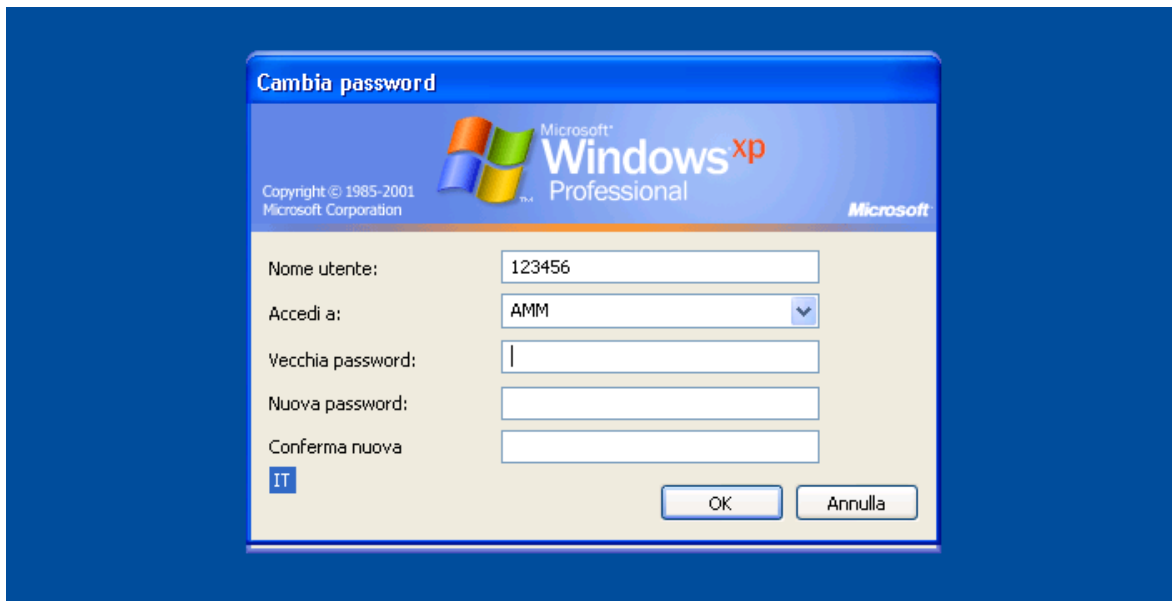 Cambia password
Microsoft
Windows xp
Professional
TM
Copyright © 1985-2001
Microsoft Corporation
Microsoft
Nome utente: 123456
Accedi a: AMM
Vecchia password:
Nuova password:
Conferma nuova
IT
OK Annulla